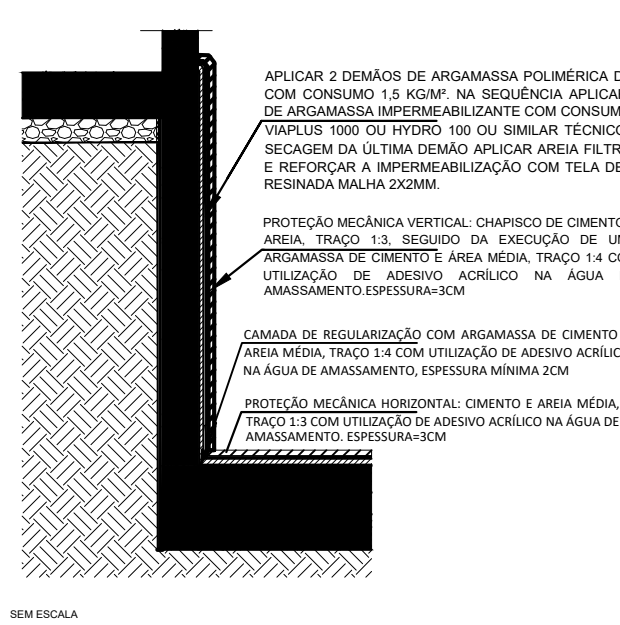 APLICAR 2 DEMÃOS DE ARGAMASSA POLIMÉRICA
COM CONSUMO 1,5 KG/M². NA SEQUÊNCIA APLICAR
DE ARGAMASSA IMPERMEABILIZANTE COM
VIAPLUS 1000 OU HYDRO 100 OU SIMILAR TÉCNICO
SECAGEM DA ÚLTIMA DEMÃO APLICAR AREIA
E REFORÇAR A IMPERMEABILIZAÇÃO COM TELA DE
RESINADA MALHA 2X2MM.
PROTEÇÃO MECÂNICA VERTICAL: CHAPISCO DE CIMENTO
AREIA, TRAÇO 1:3, SEGUIDO DA EXECUÇÃO DE
ARGAMASSA DE CIMENTO E ÁREA MÉDIA, TRAÇO 1:4
UTILIZAÇÃO DE ADESIVO ACRÍLICO NA ÁGUA
AMASSAMENTO.ESPESSURA=3CM
CAMADA DE REGULARIZAÇÃO COM ARGAMASSA DE CIMENTO
AREIA MÉDIA, TRAÇO 1:4 COM UTILIZAÇÃO DE ADESIVO ACRÍLICO
NA ÁGUA DE AMASSAMENTO, ESPESSURA MÍNIMA 2CM
PROTEÇÃO MECÂNICA HORIZONTAL: CIMENTO E AREIA MÉDIA,
TRAÇO 1:3 COM UTILIZAÇÃO DE ADESIVO ACRÍLICO NA ÁGUA DE
AMASSAMENTO. ESPESSURA=3CM
SEM ESCALA